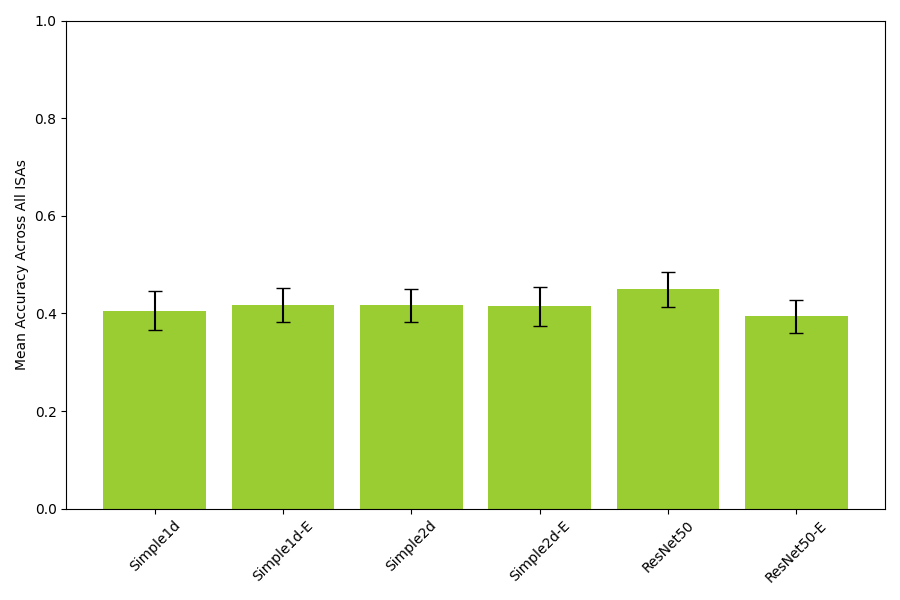 Mean Accuracy Across All ISAs
1.0
0.8
0.6
0.4
0.2
0.0
Simple1d
Simple1d-E
Simple2d
Simple2d-E
ResNet50
ResNet50-E